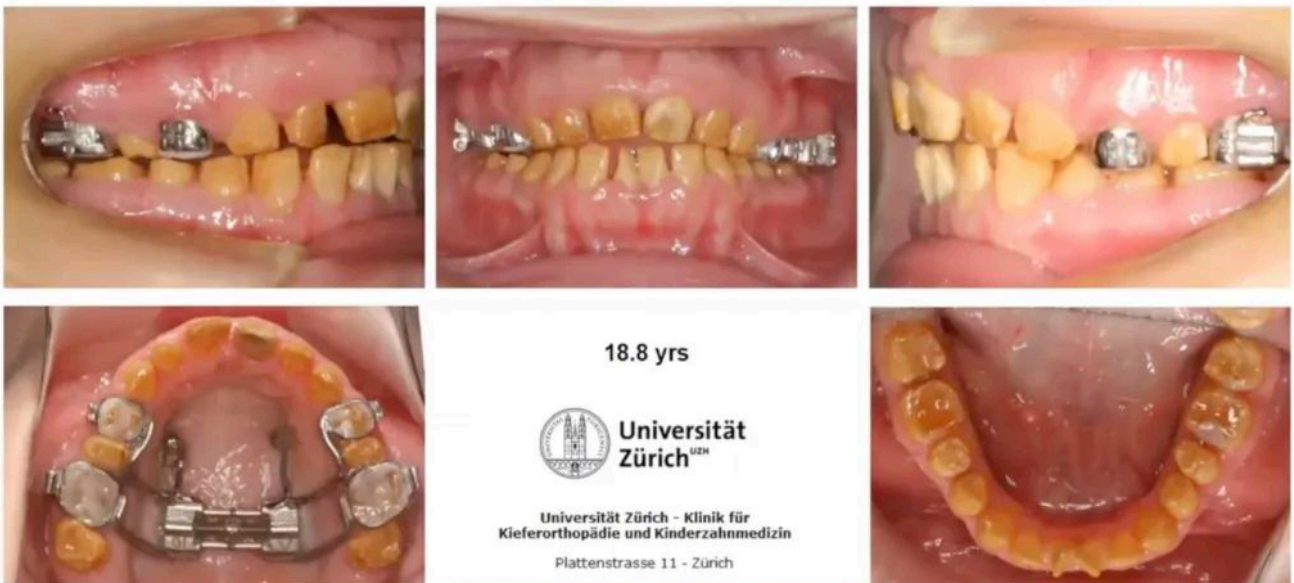 18.8 yrs
Universität
Zürich UZH
Universität Zürich - Klinik für
Kieferorthopädie und Kinderzahnmedizin
Plattenstrasse 11 - Zürich